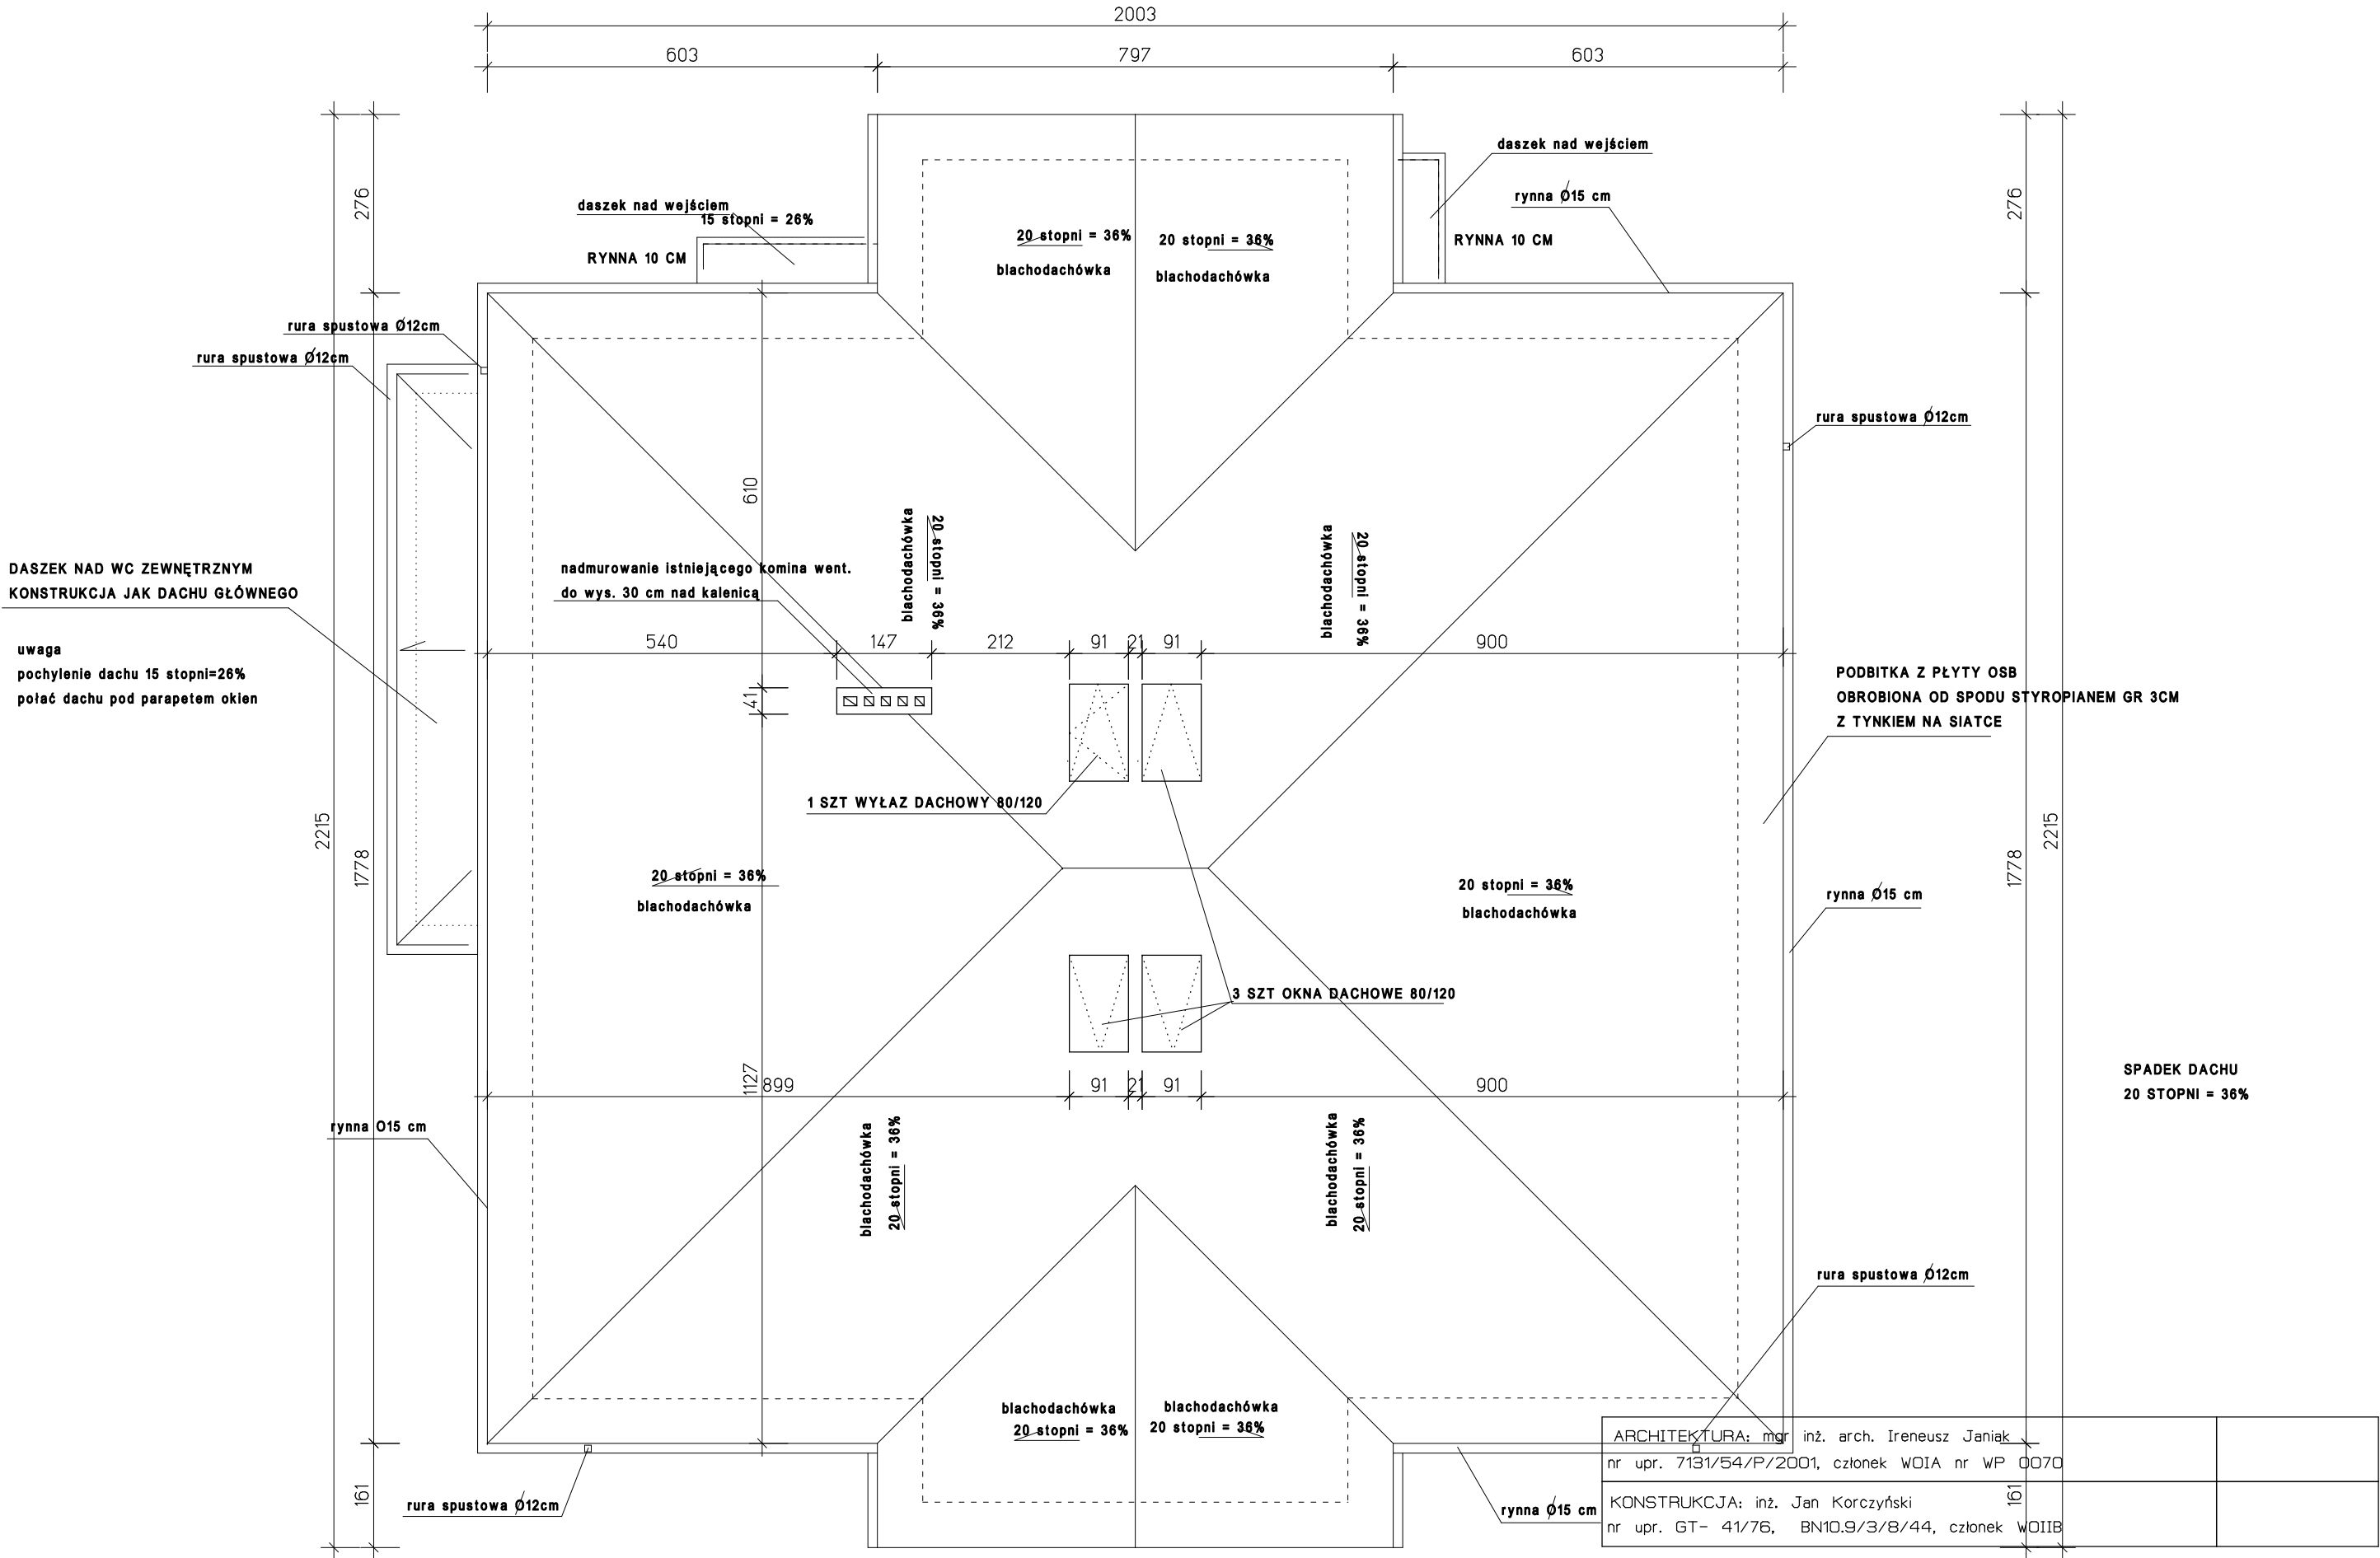 2003
603
797
603
daszek nad wejściem
276
276
rynna Ø15 cm
daszek nad wejściem
15 stopni = 26%
20 stopni = 36%
20 stopni = 36%
RYNNA 10 CM
RYNNA 10 CM
blachodachówka
blachodachówka
rura spustowa Ø12cm
rura spustowa Ø12cm
rura spustowa Ø12cm
610
blachodachówka
20 stopni = 36%
blachodachówka
20 stopni = 36%
DASZEK NAD WC ZEWNĘTRZNYM
KONSTRUKCJA JAK DACHU GŁÓWNEGO
nadmurowanie istniejącego komina went.
do wys. 30 cm nad kalenicą
uwaga
pochylenie dachu 15 stopni=26%
połać dachu pod parapetem okien
540
147
212
91
21
91
900
41
PODBITKA Z PŁYTY OSB
OBROBIONA OD SPODU STYROPIANEM GR 3CM
Z TYNKIEM NA SIATCE
1 SZT WYŁAZ DACHOWY 80/120
2215
1778
1778
2215
20 stopni = 36%
blachodachówka
20 stopni = 36%
blachodachówka
rynna Ø15 cm
3 SZT OKNA DACHOWE 80/120
1127
899
91
21
91
900
SPADEK DACHU
20 STOPNI = 36%
rynna O15 cm
blachodachówka
20 stopni = 36%
blachodachówka
20 stopni = 36%
rura spustowa Ø12cm
blachodachówka
20 stopni = 36%
blachodachówka
20 stopni = 36%
161
rura spustowa Ø12cm
rynna Ø15 cm
161
ARCHITEKTURA: mgr inż. arch. Ireneusz Janiak
nr upr. 7131/54/P/2001, członek WOIA nr WP 0070
KONSTRUKCJA: inż. Jan Korczyński
nr upr. GT- 41/76, BN10.9/3/8/44, członek WOIIB